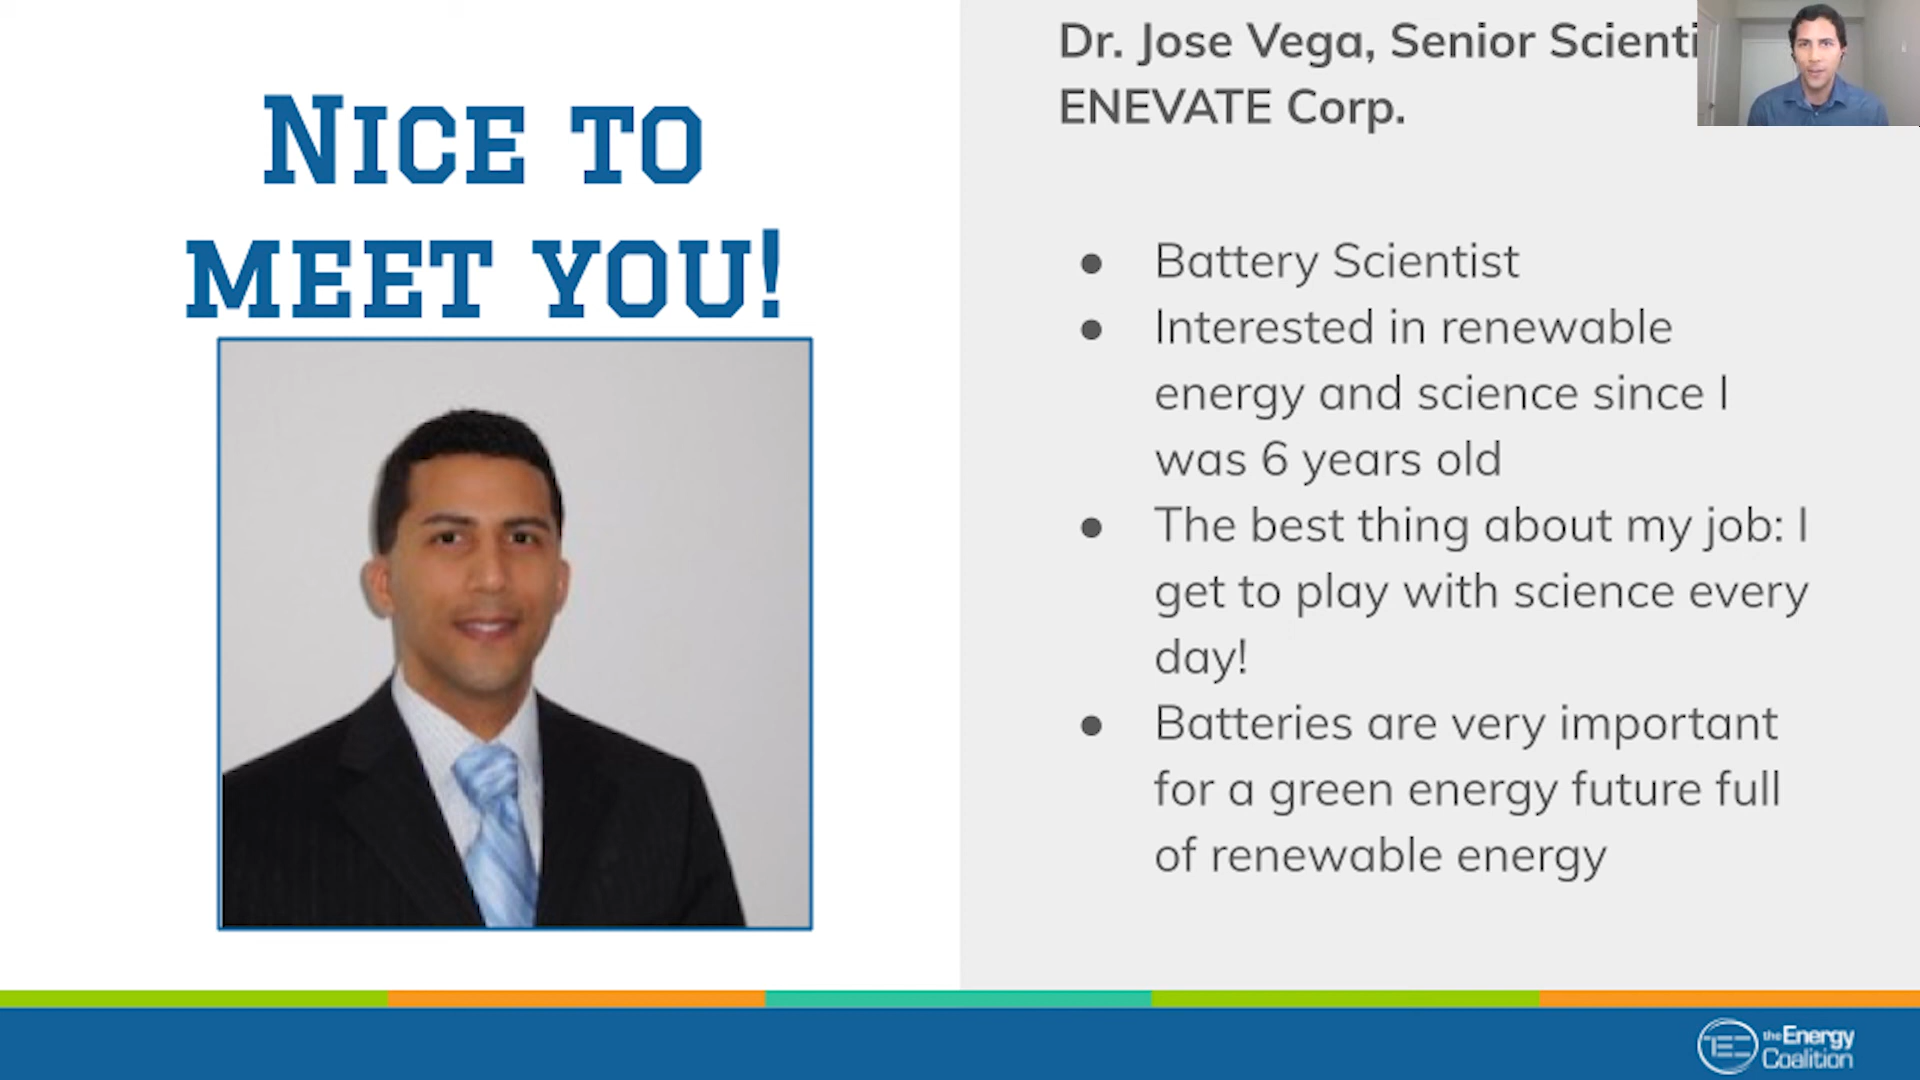 NICE TO
MEET YOU!
Dr. Jose Vega, Senior Scienti
ENEVATE Corp.
● Battery Scientist
● Interested in renewable
energy and science since I
was 6 years old
● The best thing about my job: I
get to play with science every
day!
● Batteries are very important
for a green energy future full
of renewable energy
TEC
the Energy
Coalition